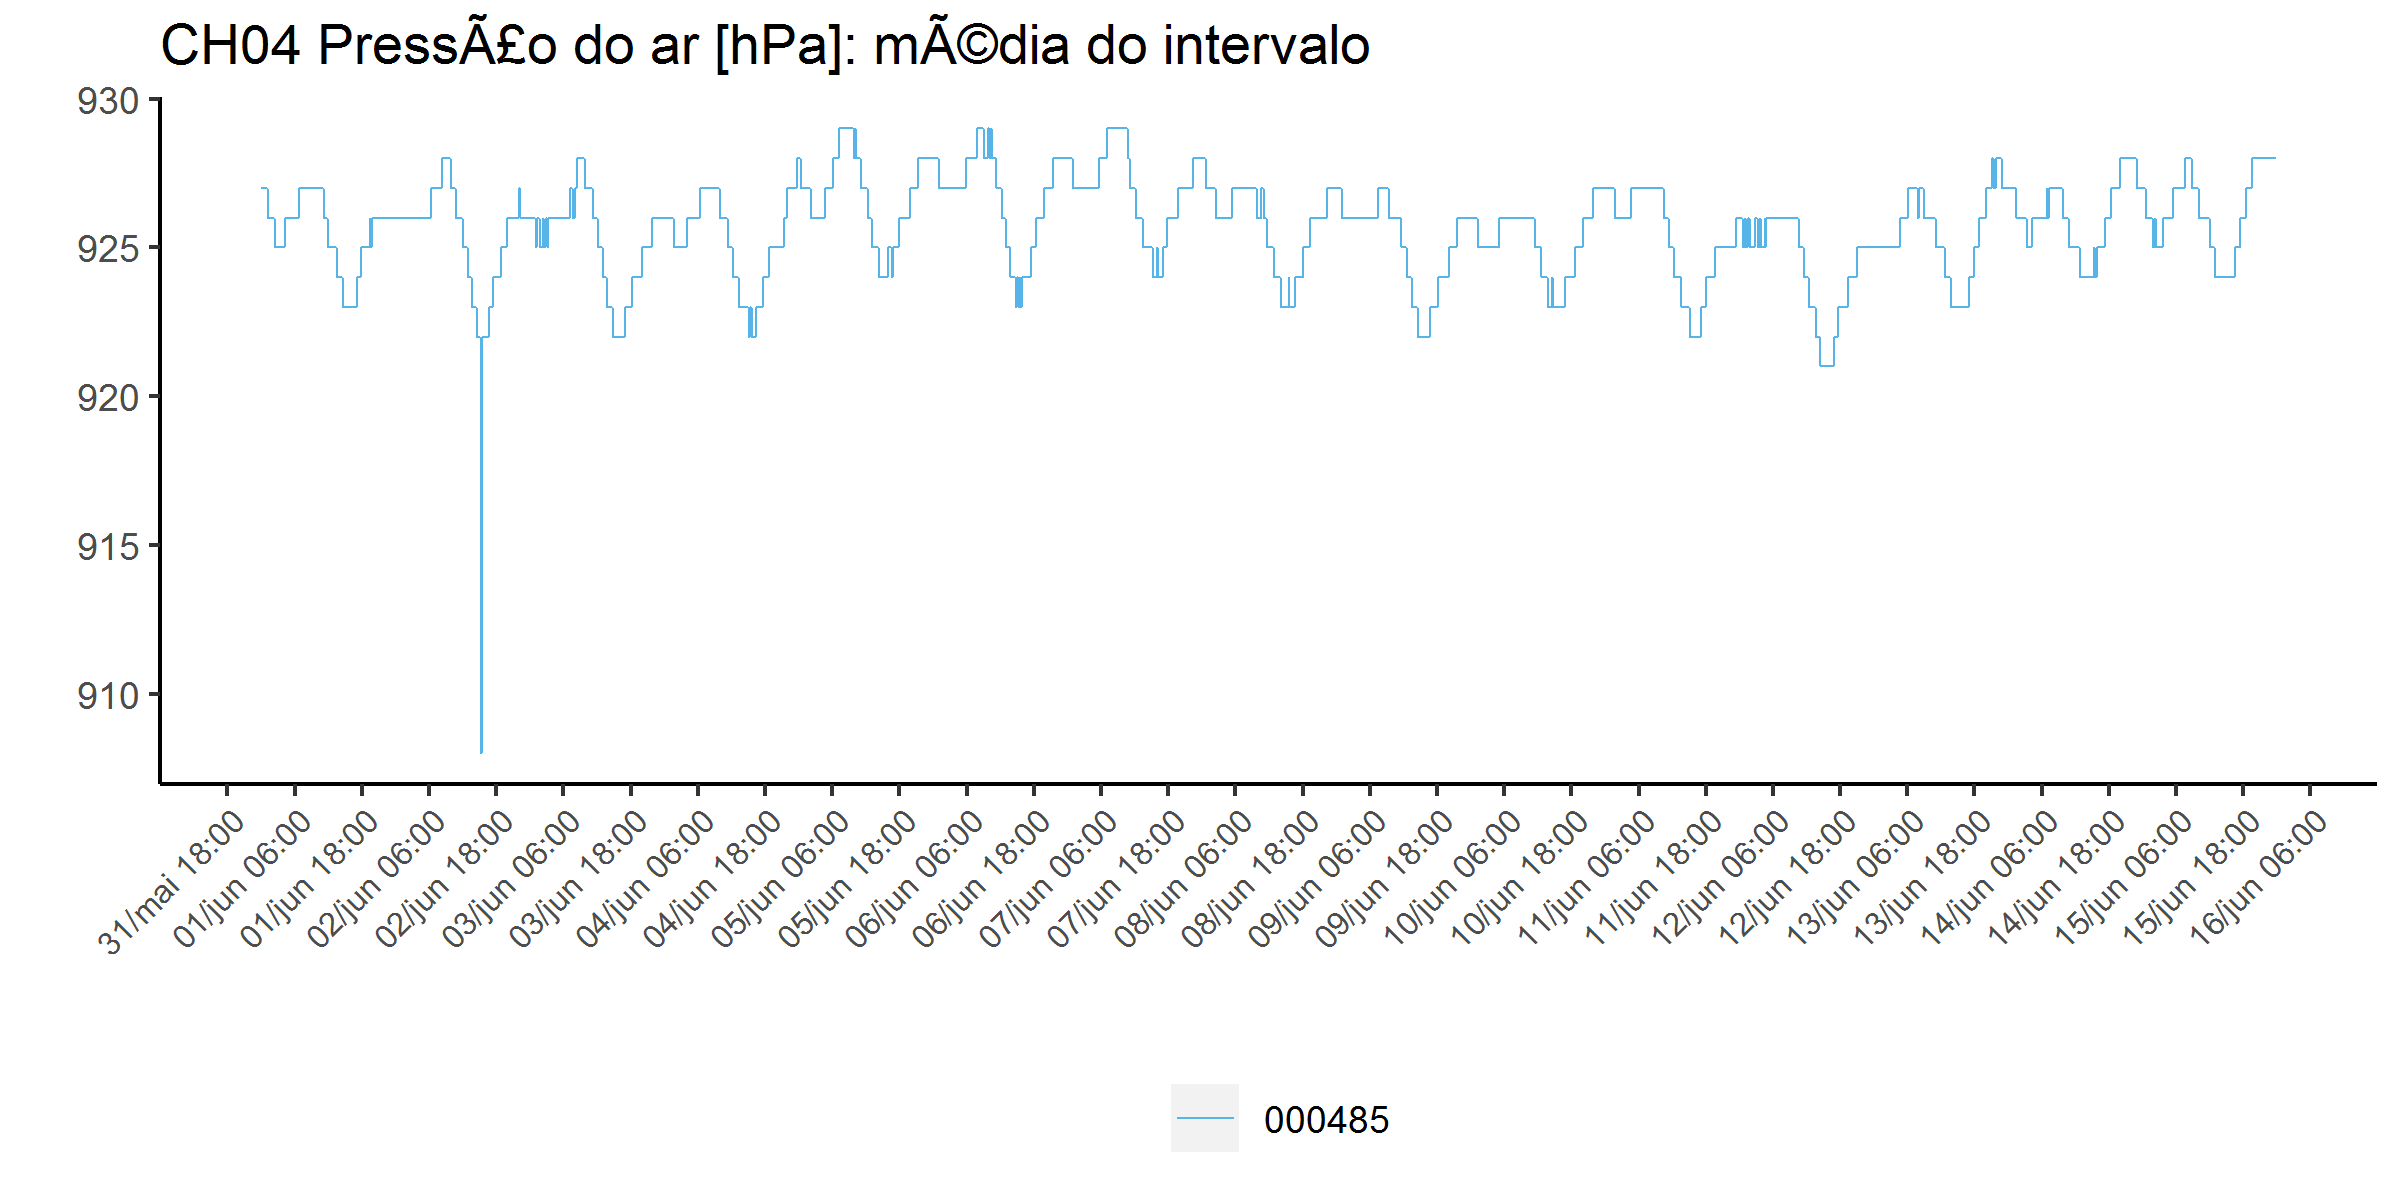 CH04 PressÃ£o do ar [hPa]: mÃ©dia do intervalo
930
925
920
915
910
31/mai 18:00
01/jun 06:00
01/jun 18:00
02/jun 06:00
02/jun 18:00
03/jun 06:00
03/jun 18:00
04/jun 06:00
04/jun 18:00
05/jun 06:00
05/jun 18:00
06/jun 06:00
06/jun 18:00
07/jun 06:00
07/jun 18:00
08/jun 06:00
08/jun 18:00
09/jun 06:00
09/jun 18:00
10/jun 06:00
10/jun 18:00
11/jun 06:00
11/jun 18:00
12/jun 06:00
12/jun 18:00
13/jun 06:00
13/jun 18:00
14/jun 06:00
14/jun 18:00
15/jun 06:00
15/jun 18:00
16/jun 06:00
000485